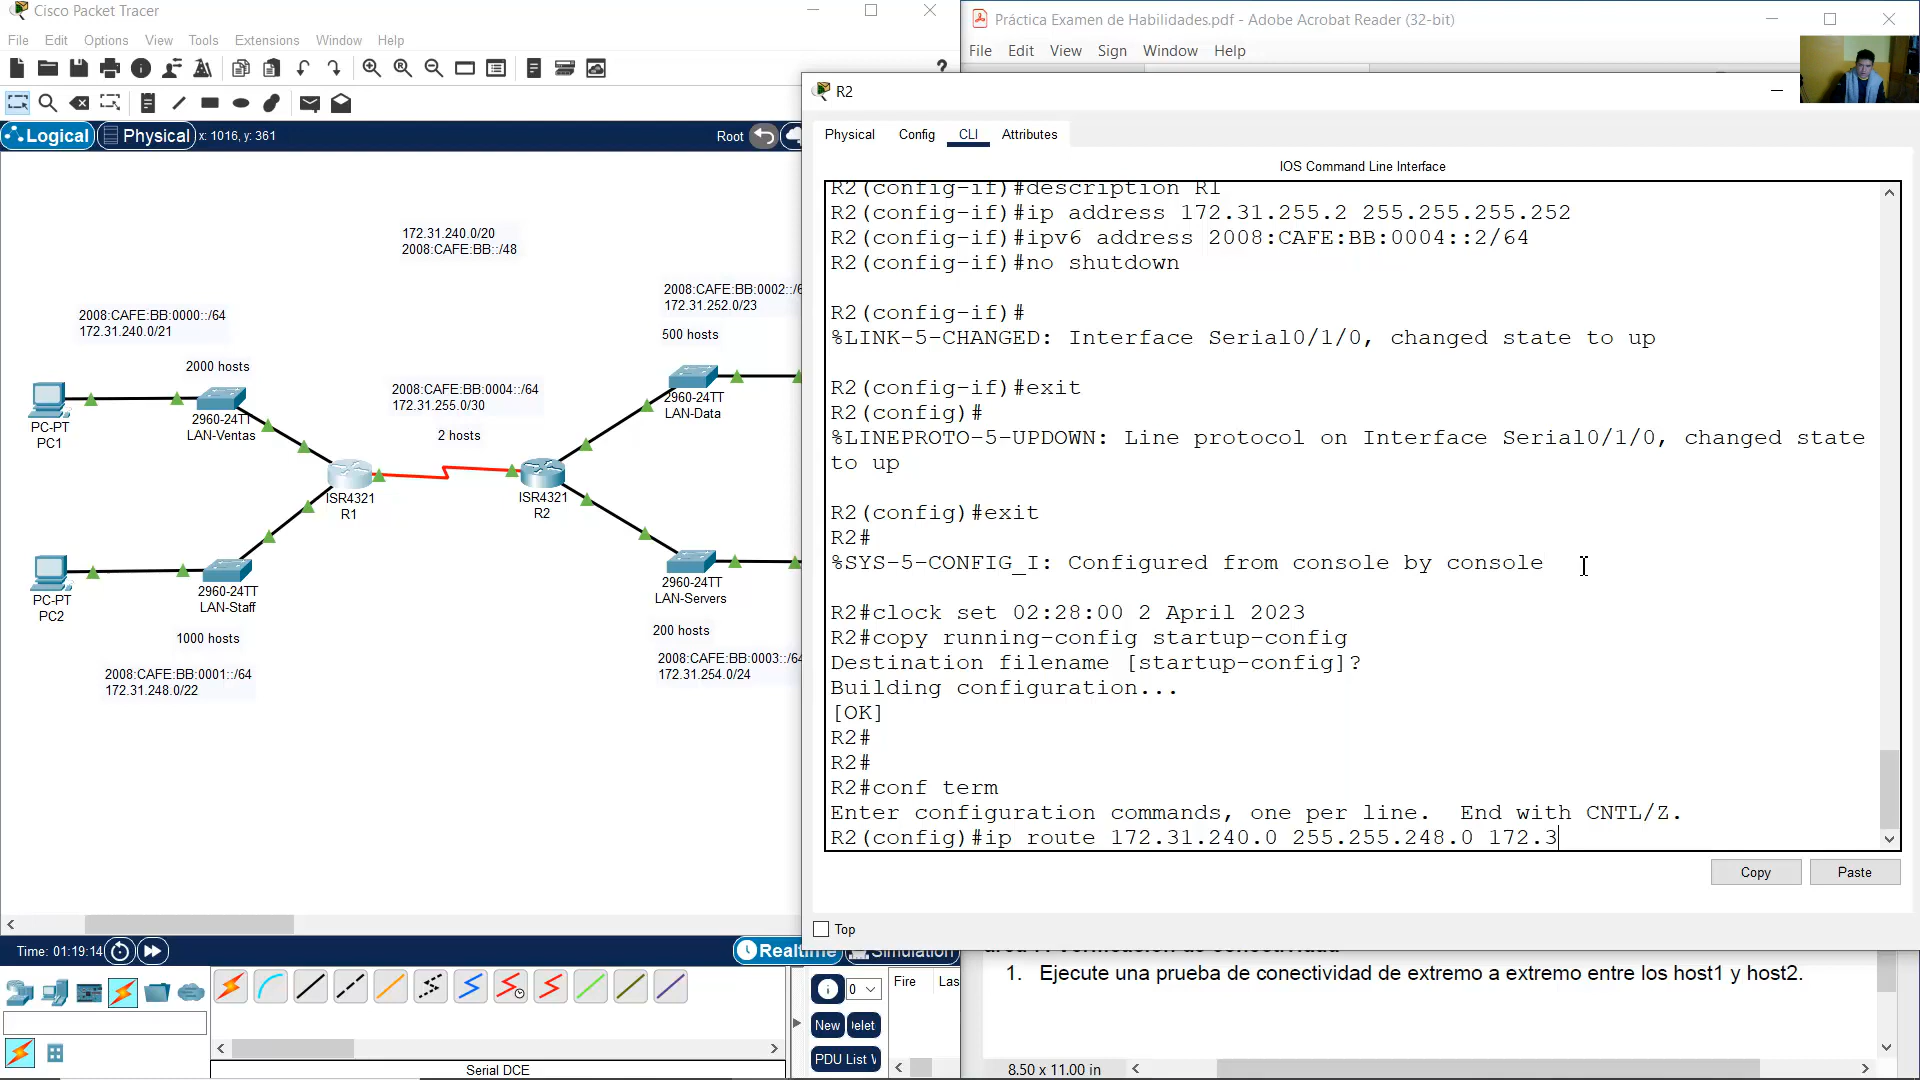 Cisco Packet Tracer
File Edit Options View Tools Extensions Window Help
Logical Physical x: 1016, y: 361
Root
172.31.240.0/20
2008:CAFE:BB::/48
2008:CAFE:BB:0000::/64
172.31.240.0/21
2000 hosts
PC-PT
PC1
2960-24TT
LAN-Ventas
2008:CAFE:BB:0004::/64
172.31.255.0/30
2 hosts
2008:CAFE:BB:0002::/6
172.31.252.0/23
500 hosts
2960-24TT
LAN-Data
ISR4321
R1
ISR4321
R2
PC-PT
PC2
2960-24TT
LAN-Staff
1000 hosts
2008:CAFE:BB:0001::/64
172.31.248.0/22
2960-24TT
LAN-Servers
200 hosts
2008:CAFE:BB:0003::/64
172.31.254.0/24
Time: 01:19:14
Realtime Simulation
0
Fire Las
New
PDU List
Serial DCE
Práctica Examen de Habilidades.pdf - Adobe Acrobat Reader (32-bit)
File Edit View Sign Window Help
R2
Physical Config CLI Attributes
IOS Command Line Interface
R2(config-if)#description R1
R2(config-if)#ip address 172.31.255.2 255.255.255.252
R2(config-if)#ipv6 address 2008:CAFE:BB:0004::2/64
R2(config-if)#no shutdown
R2(config-if)#
%LINK-5-CHANGED: Interface Serial0/1/0, changed state to up
R2(config-if)#exit
R2(config)#
%LINEPROTO-5-UPDOWN: Line protocol on Interface Serial0/1/0, changed state
to up
R2(config)#exit
R2#
%SYS-5-CONFIG_I: Configured from console by console
R2#clock set 02:28:00 2 April 2023
R2#copy running-config startup-config
Destination filename [startup-config]?
Building configuration...
[OK]
R2#
R2#
R2#conf term
Enter configuration commands, one per line.  End with CNTL/Z.
R2(config)#ip route 172.31.240.0 255.255.248.0 172.3
Copy Paste
Top
1. Ejecute una prueba de conectividad de extremo a extremo entre los host1 y host2.
8.50 x 11.00 in